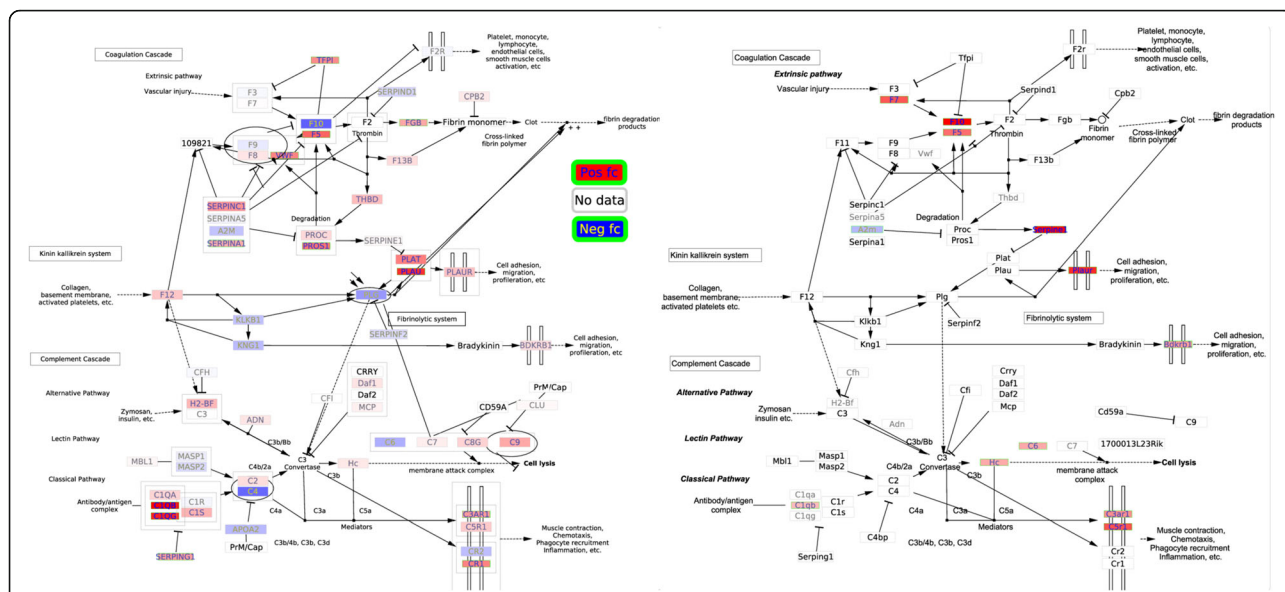 Coagulation Cascade
Extrinsic pathway
Vascular injury
TFPI
F3
F7
F2R
Platelet, monocyte,
lymphocyte,
endothelial cells,
smooth muscle cells
activation, etc
SERPIND1
CPB2
F10
F5
F2
Thrombin
FGB
Fibrin monomer
Clot
++
fibrin degradation
products
Cross-linked
fibrin polymer
109821
F9
F8
VWF
F13B
SERPINC1
SERPINA5
A2M
SERPINA1
THBD
Degradation
PROC
PROS1
SERPINE1
PLAT
PLAU
PLAUR
Cell adhesion,
migration,
profileration, etc
Pos fc
No data
Neg fc
Kinin kallikrein system
Collagen,
basement membrane,
activated platelets, etc.
F12
KLKB1
KNG1
Fibrinolytic system
SERPINF2
Bradykinin
BDKRB1
Cell adhesion,
migration,
profileration, etc
Complement Cascade
CFH
Alternative Pathway
H2-BF
C3
Zymosan,
insulin, etc.
ADN
CFI
CRRY
Daf1
Daf2
MCP
PrM/Cap
CD59A
CLU
C3b/Bb
Lectin Pathway
C6
C7
C8G
C9
MBL1
MASP1
MASP2
C4b/2a
C3
Convertase
Hc
membrane attack complex
Cell lysis
Classical Pathway
C2
C4
C3b
Antibody/antigen
complex
C1QA
C1QB
C1QG
C1R
C1S
C4a
C3a
C5a
Mediators
APOA2
PrM/Cap
C3b/4b, C3b, C3d
SERPING1
C3AR1
C5R1
CR2
CR1
Muscle contraction,
Chemotaxis,
Phagocyte recruitment
Inflammation, etc.
Coagulation Cascade
Extrinsic pathway
Vascular injury
Tfpi
F3
F7
F2r
Platelet, monocyte,
lymphocyte,
endothelial cells,
smooth muscle cells
activation, etc.
Serpind1
Cpb2
F10
F5
F2
Thrombin
Fgb
Fibrin
monomer
Clot
fibrin degradation
products
Cross-linked
fibrin polymer
F11
F9
F8
Vwf
F13b
Serpinc1
Serpina5
A2m
Serpina1
Thbd
Degradation
Proc
Pros1
Serpine1
Plat
Plau
Plaur
Cell adhesion,
migration,
proliferation, etc
Kinin kallikrein system
Collagen,
basement membrane,
activated platelets, etc.
F12
Klkb1
Kng1
Plg
Serpinf2
Fibrinolytic system
Bradykinin
Bdkrb1
Cell adhesion,
migration,
proliferation, etc
Complement Cascade
Cfh
Alternative Pathway
H2-Bf
C3
Zymosan,
insulin etc.
Adn
Cfi
Crry
Daf1
Daf2
Mcp
Cd59a
C9
C3b/Bb
Lectin Pathway
C6
C7
1700013L23Rik
Mbl1
Masp1
Masp2
C4b/2a
C3
Convertase
Hc
membrane attack
complex
Cell lysis
Classical Pathway
C2
C4
C3b
Antibody/antigen
complex
C1qa
C1qb
C1qg
C1r
C1s
C4a
C3a
C5a
Mediators
C4bp
C3b/4b, C3b, C3d
Serping1
C3ar1
C5r1
Cr2
Cr1
Muscle contraction,
Chemotaxis,
Phagocyte recruitment
Inflammation, etc.